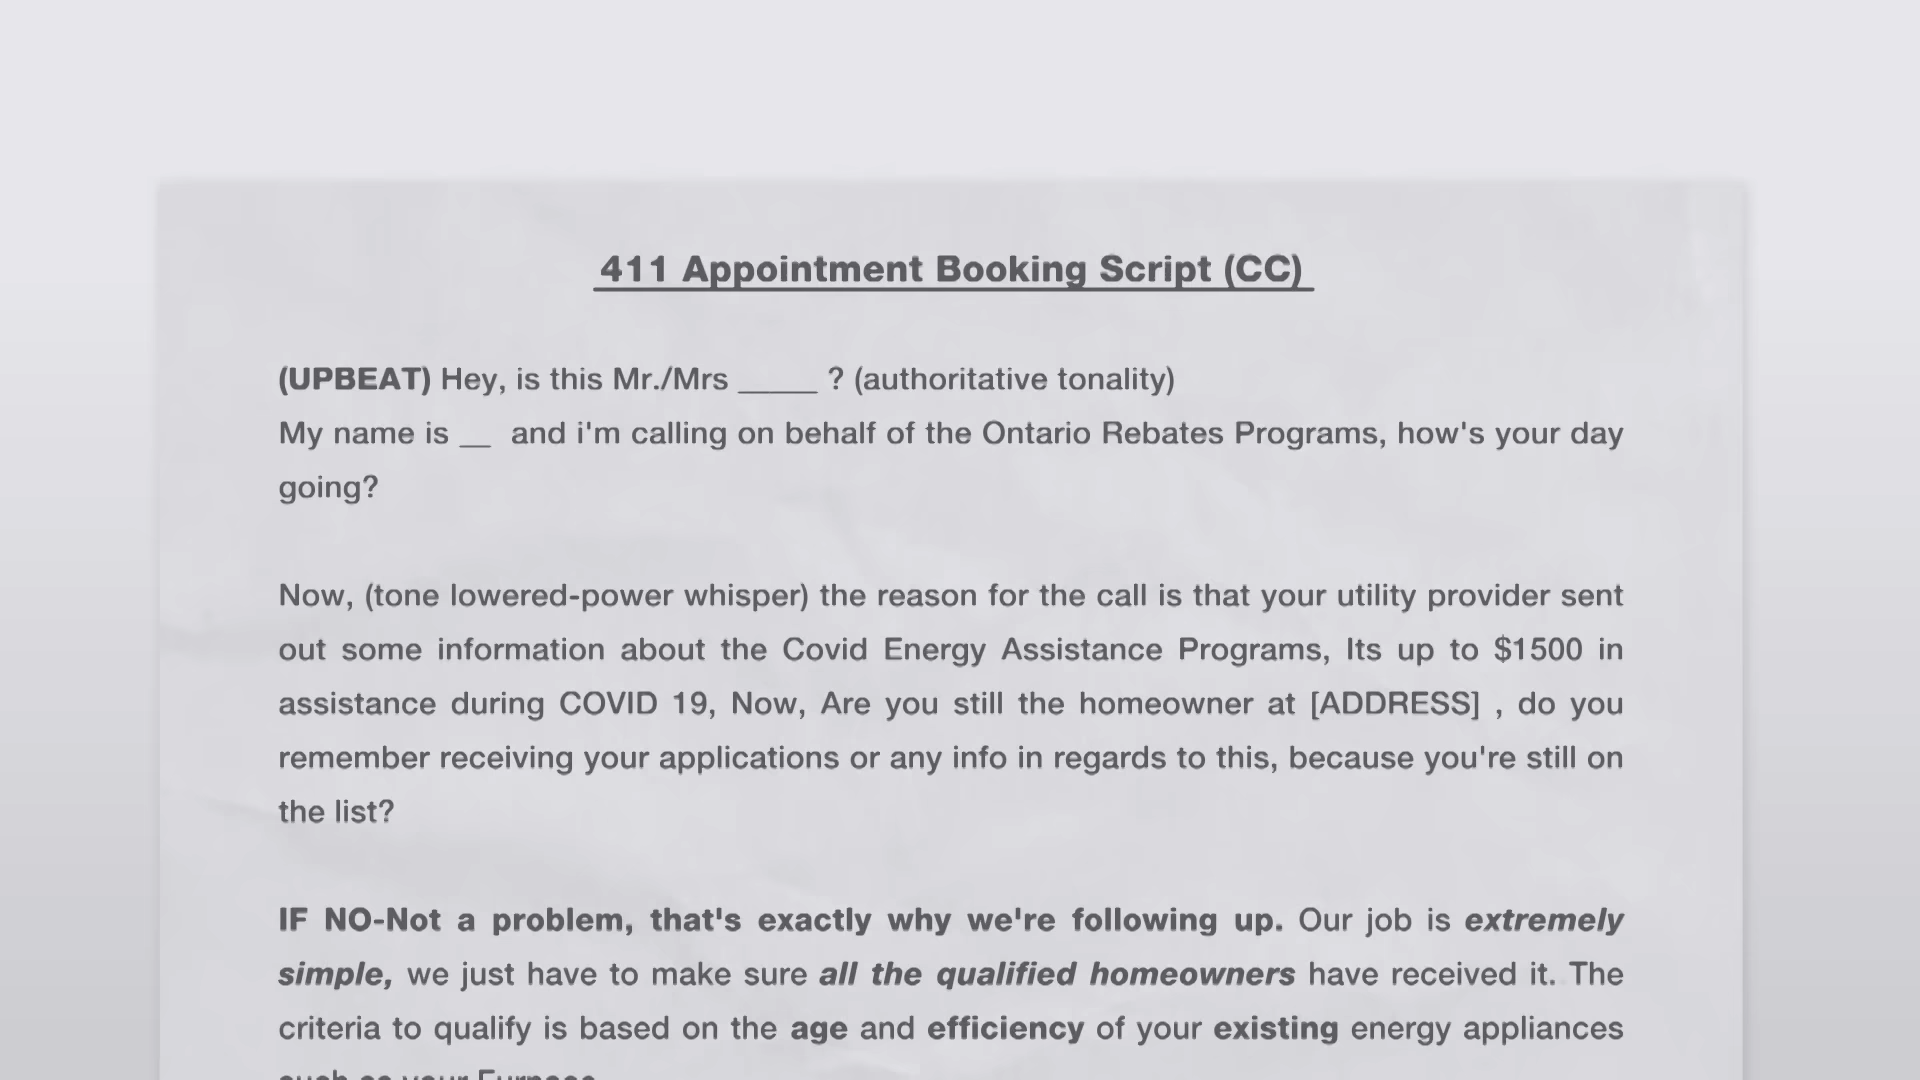 411 Appointment Booking Script (CC)
(UPBEAT) Hey, is this Mr./Mrs _____ ? (authoritative tonality)
My name is __ and i'm calling on behalf of the Ontario Rebates Programs, how's your day
going?
Now, (tone lowered-power whisper) the reason for the call is that your utility provider sent
out some information about the Covid Energy Assistance Programs, Its up to $1500 in
assistance during COVID 19, Now, Are you still the homeowner at [ADDRESS] , do you
remember receiving your applications or any info in regards to this, because you're still on
the list?
IF NO-Not a problem, that's exactly why we're following up. Our job is extremely
simple, we just have to make sure all the qualified homeowners have received it. The
criteria to qualify is based on the age and efficiency of your existing energy appliances
such as your Furnace